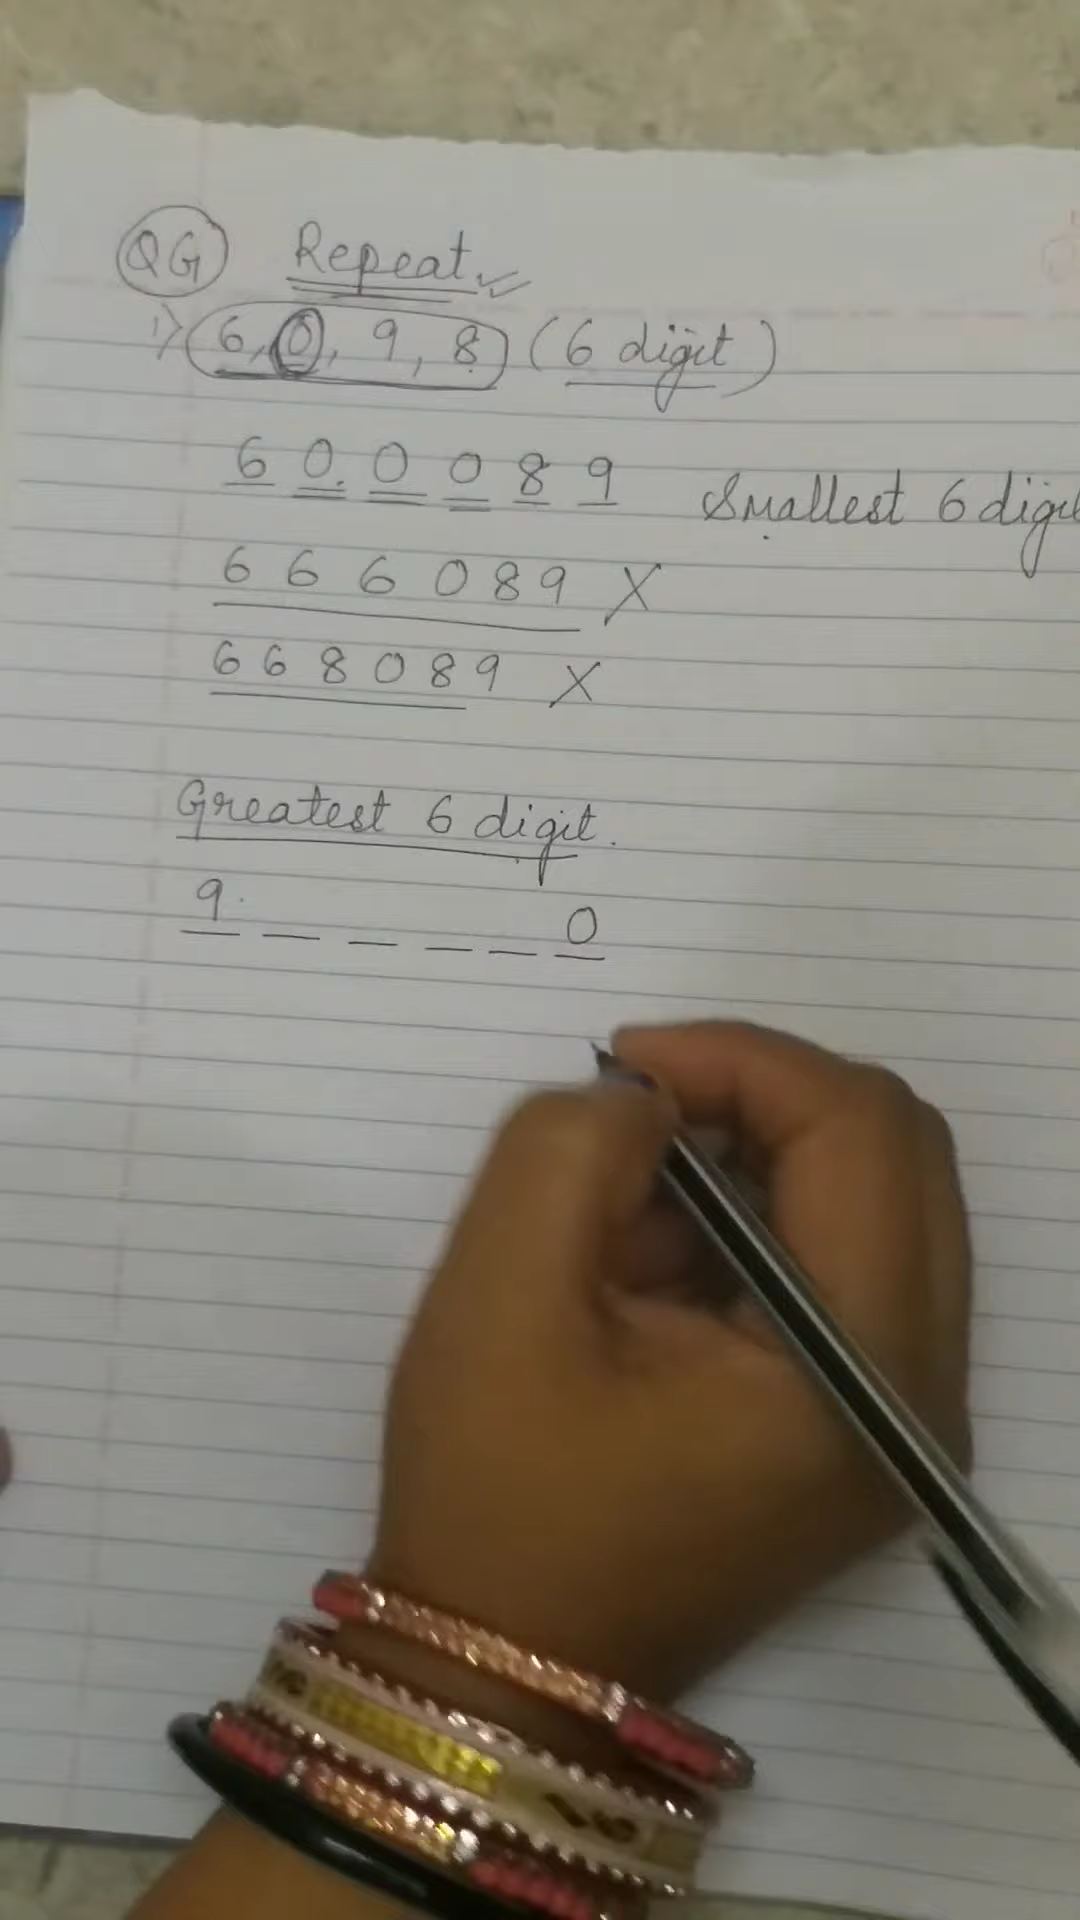 QG Repeat
1) 6, 0, 9, 8 (6 digit)
6 0 0 0 8 9 Smallest 6 digit
6 6 6 0 8 9 X
6 6 8 0 8 9 X
Greatest 6 digit.
9 _ _ _ _ 0